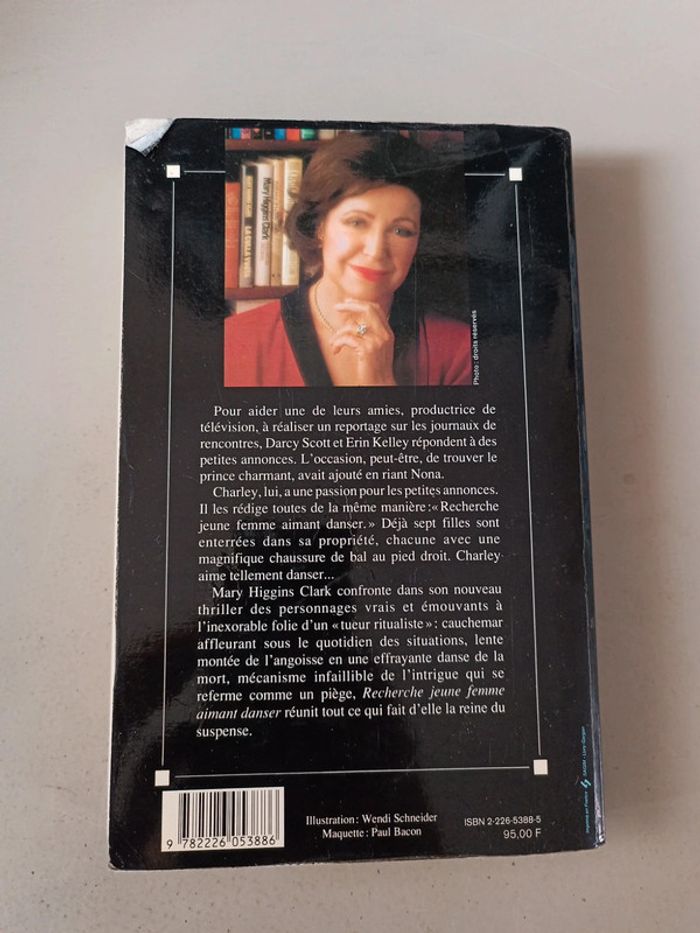 Mary Higgins Clark
Photo : droits réservés
Pour aider une de leurs amies, productrice de
télévision, à réaliser un reportage sur les journaux de
rencontres, Darcy Scott et Erin Kelley répondent à des
petites annonces. L'occasion, peut-être, de trouver le
prince charmant, avait ajouté en riant Nona.
Charley, lui, a une passion pour les petites annonces.
Il les rédige toutes de la même manière : « Recherche
jeune femme aimant danser. » Déjà sept filles sont
enterrées dans sa propriété, chacune avec une
magnifique chaussure de bal au pied droit. Charley
aime tellement danser...
Mary Higgins Clark confronte dans son nouveau
thriller des personnages vrais et émouvants à
l'inexorable folie d'un « tueur ritualiste » : cauchemar
affleurant sous le quotidien des situations, lente
montée de l'angoisse en une effrayante danse de la
mort, mécanisme infaillible de l'intrigue qui se
referme comme un piège, Recherche jeune femme
aimant danser réunit tout ce qui fait d'elle la reine du
suspense.
9 782226 053886
Illustration : Wendi Schneider
Maquette : Paul Bacon
ISBN 2-226-5388-5
95,00 F
Imprimé en France